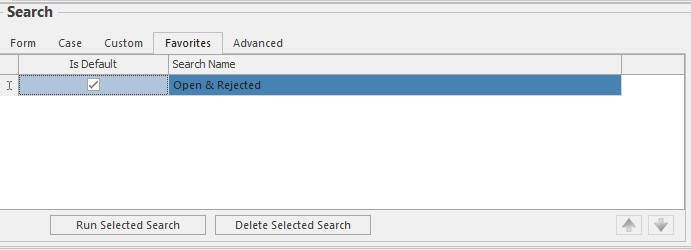 Search
Form Case Custom Favorites Advanced
Is Default Search Name
Open & Rejected
Run Selected Search Delete Selected Search